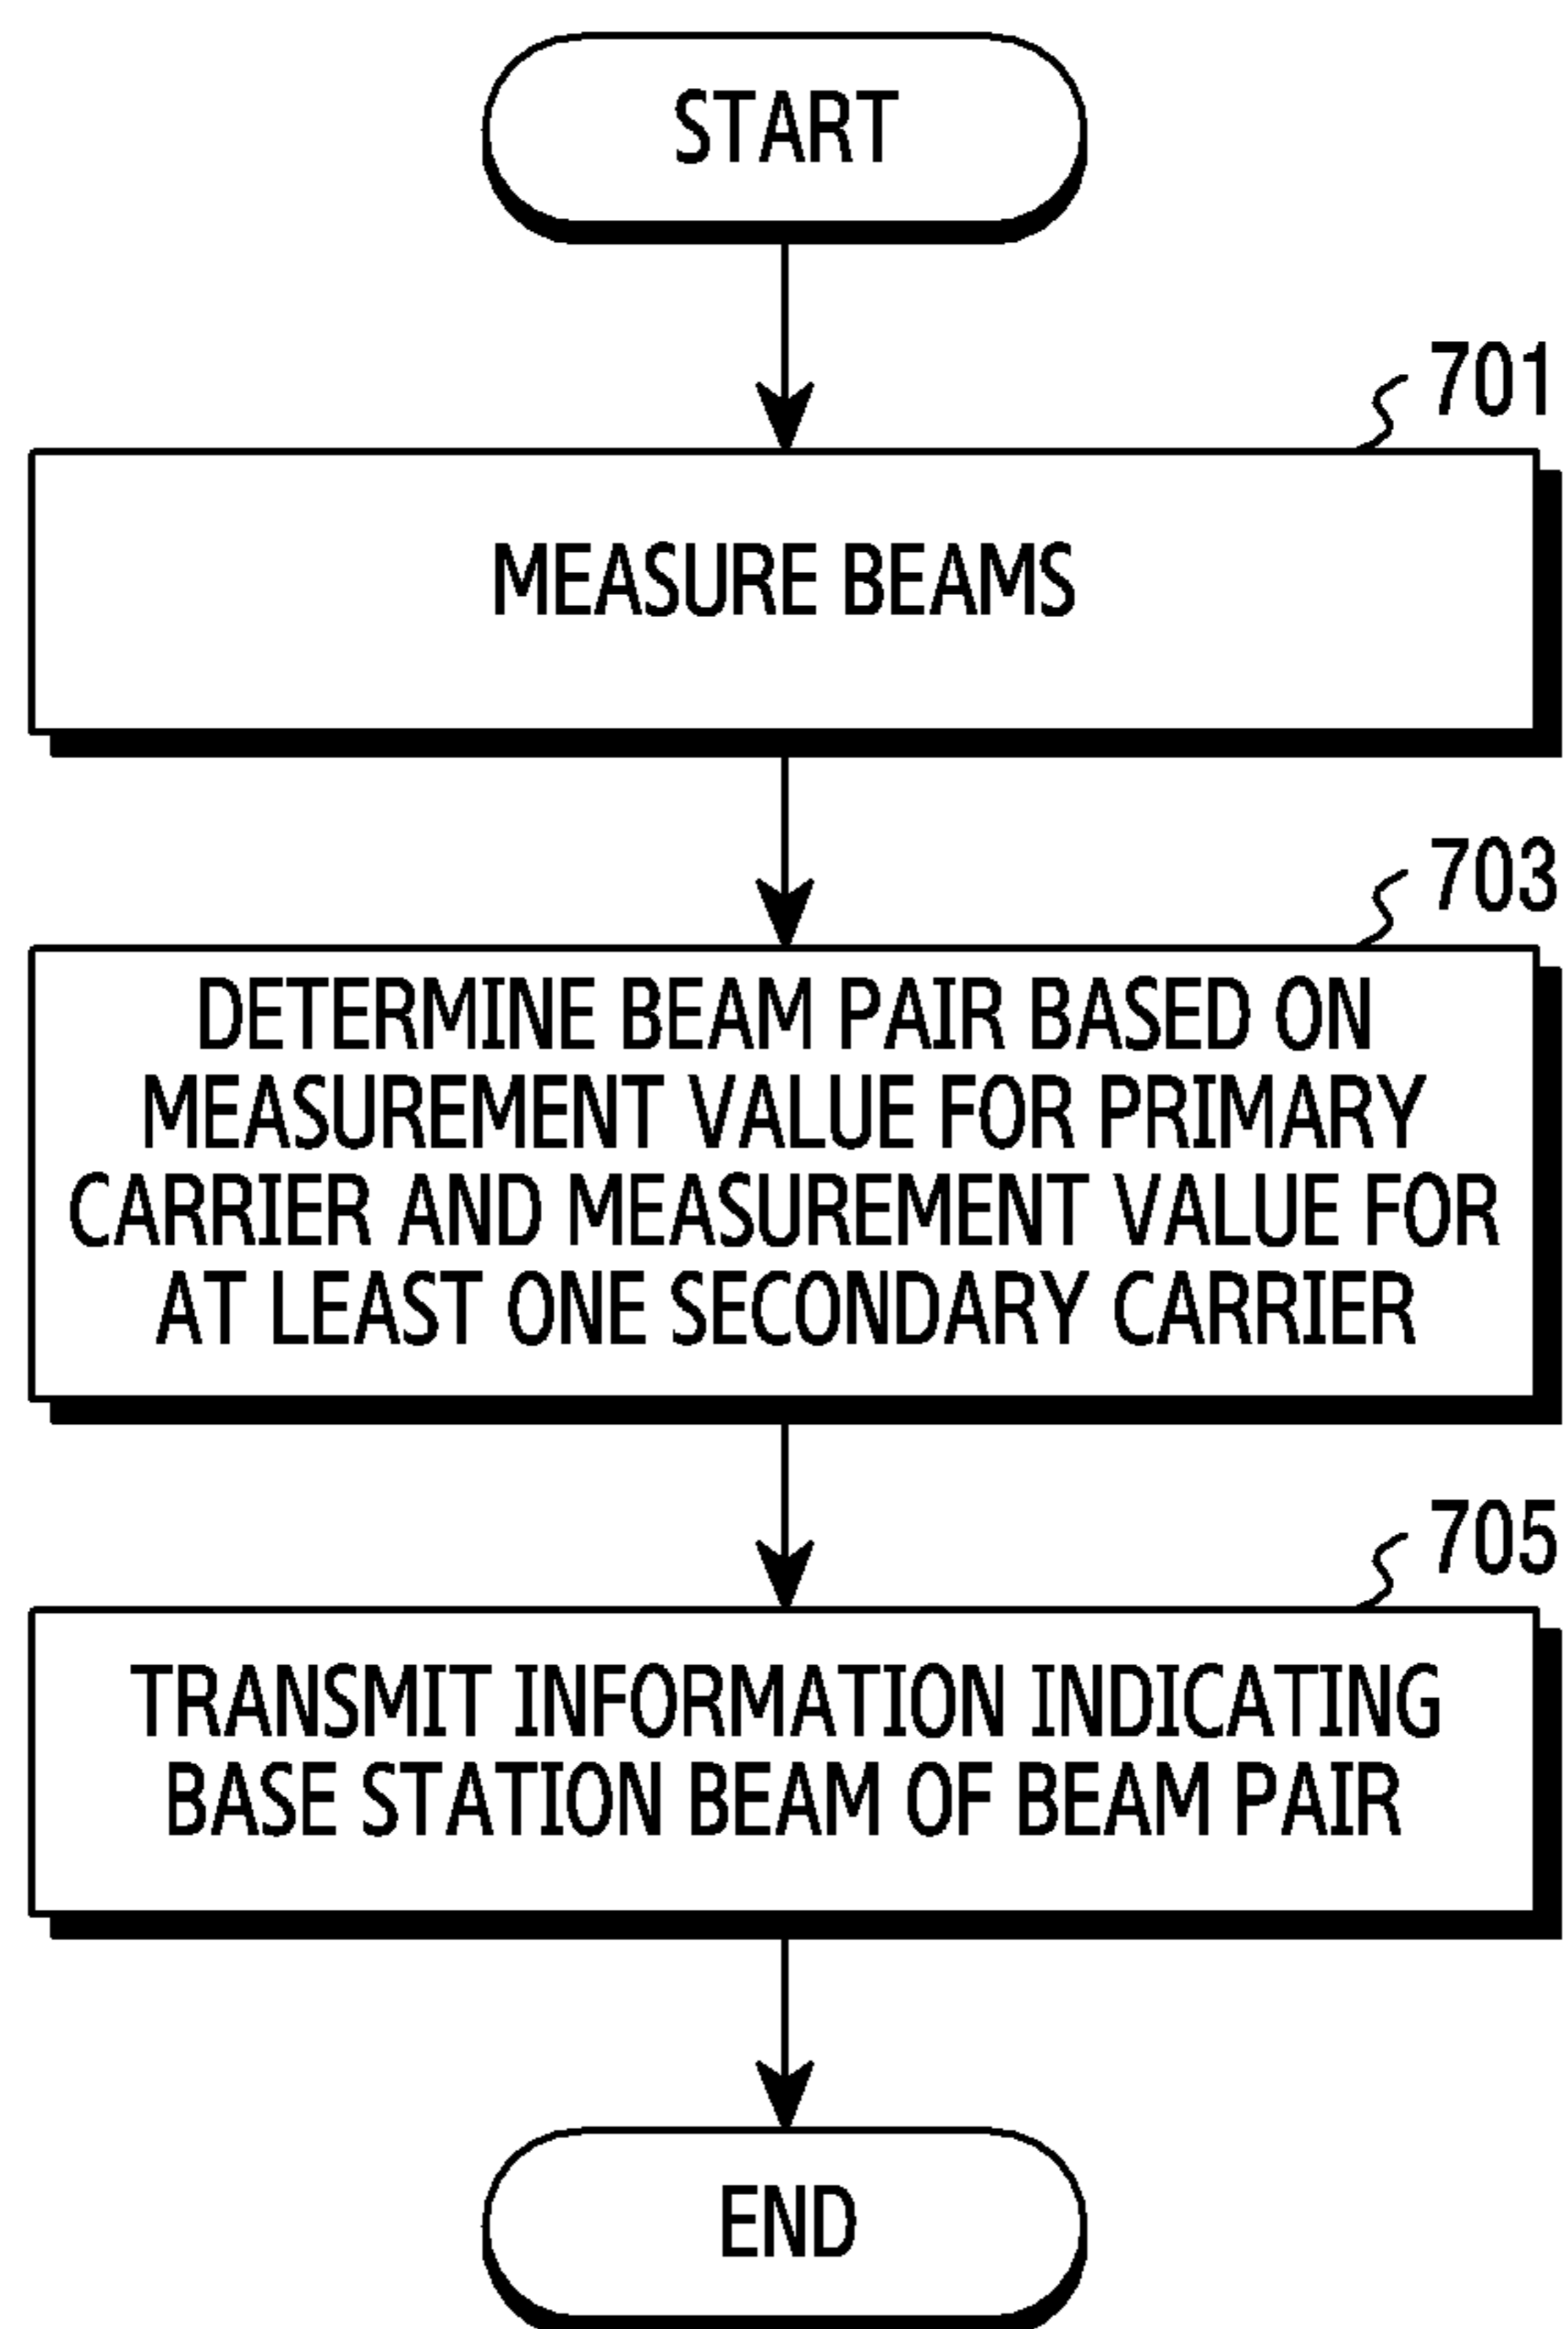 START
701
MEASURE BEAMS
703
DETERMINE BEAM PAIR BASED ON
MEASUREMENT VALUE FOR PRIMARY
CARRIER AND MEASUREMENT VALUE FOR
AT LEAST ONE SECONDARY CARRIER
705
TRANSMIT INFORMATION INDICATING
BASE STATION BEAM OF BEAM PAIR
END